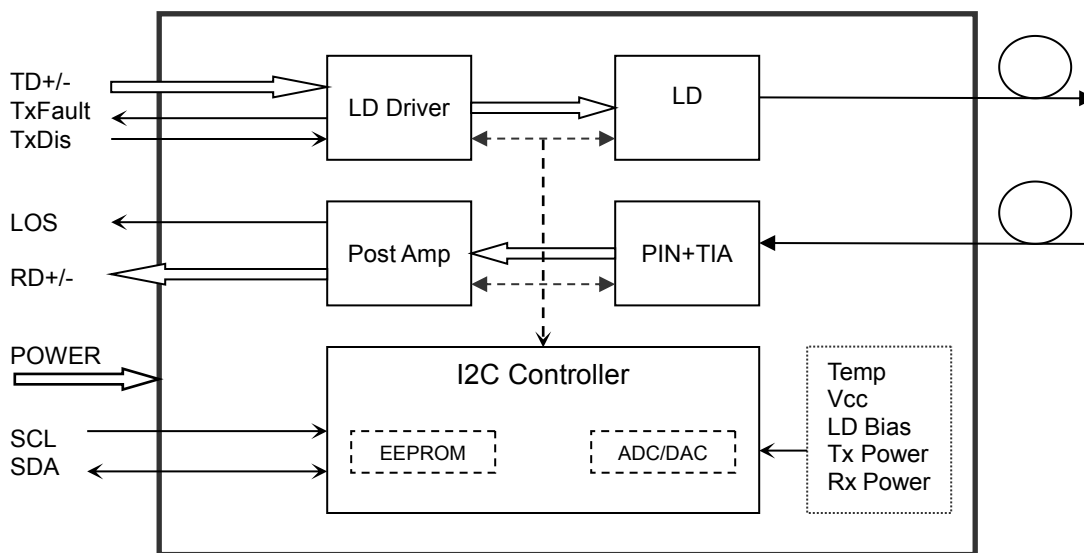 TD+/-
TxFault
TxDis
LD Driver
LD
LOS
RD+/-
Post Amp
PIN+TIA
POWER
SCL
SDA
I2C Controller
EEPROM
ADC/DAC
Temp
Vcc
LD Bias
Tx Power
Rx Power